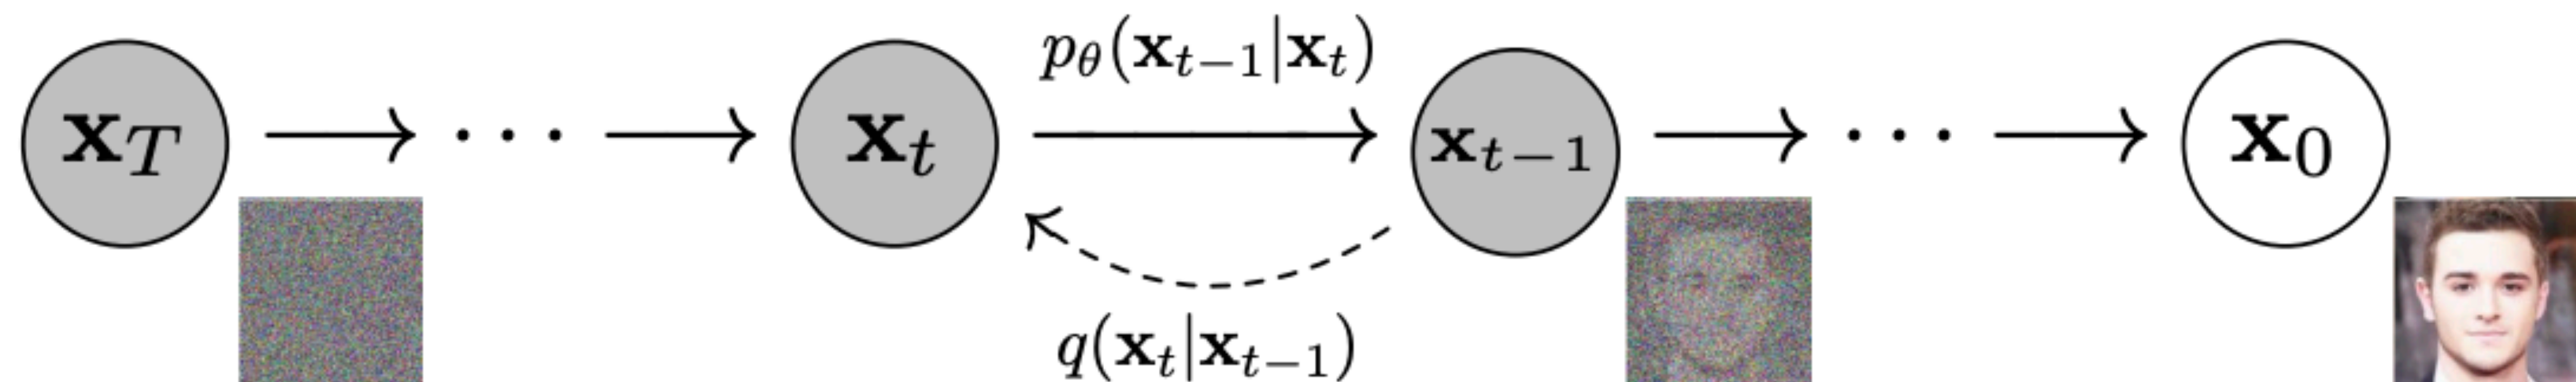 p_θ(x_{t−1}|x_t)
x_T → ··· → x_t → x_{t−1} → ··· → x_0
q(x_t|x_{t−1})